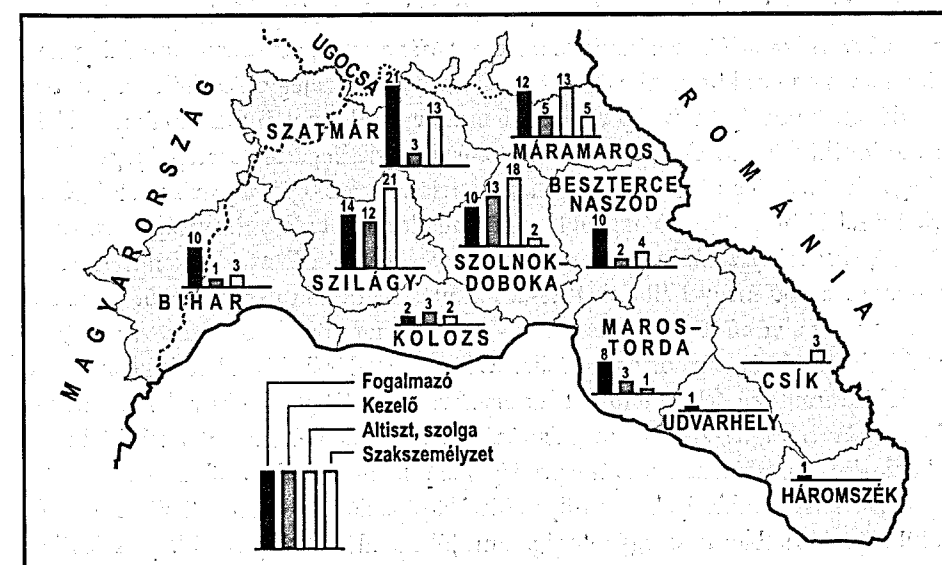 UGOCSA
MAGYARORSZÁG
ROMÁNIA
21
3
13
SZATMÁR
12
5
13
5
MÁRAMAROS
14
12
21
SZILÁGY
10
13
18
2
SZOLNOK-
DOBOKA
BESZTERCE
NASZÓD
10
2
4
10
1
3
BIHAR
2
3
2
KOLOZS
MAROS–
TORDA
8
3
1
3
CSÍK
1
UDVARHELY
1
HÁROMSZÉK
Fogalmazó
Kezelő
Altiszt, szolga
Szakszemélyzet